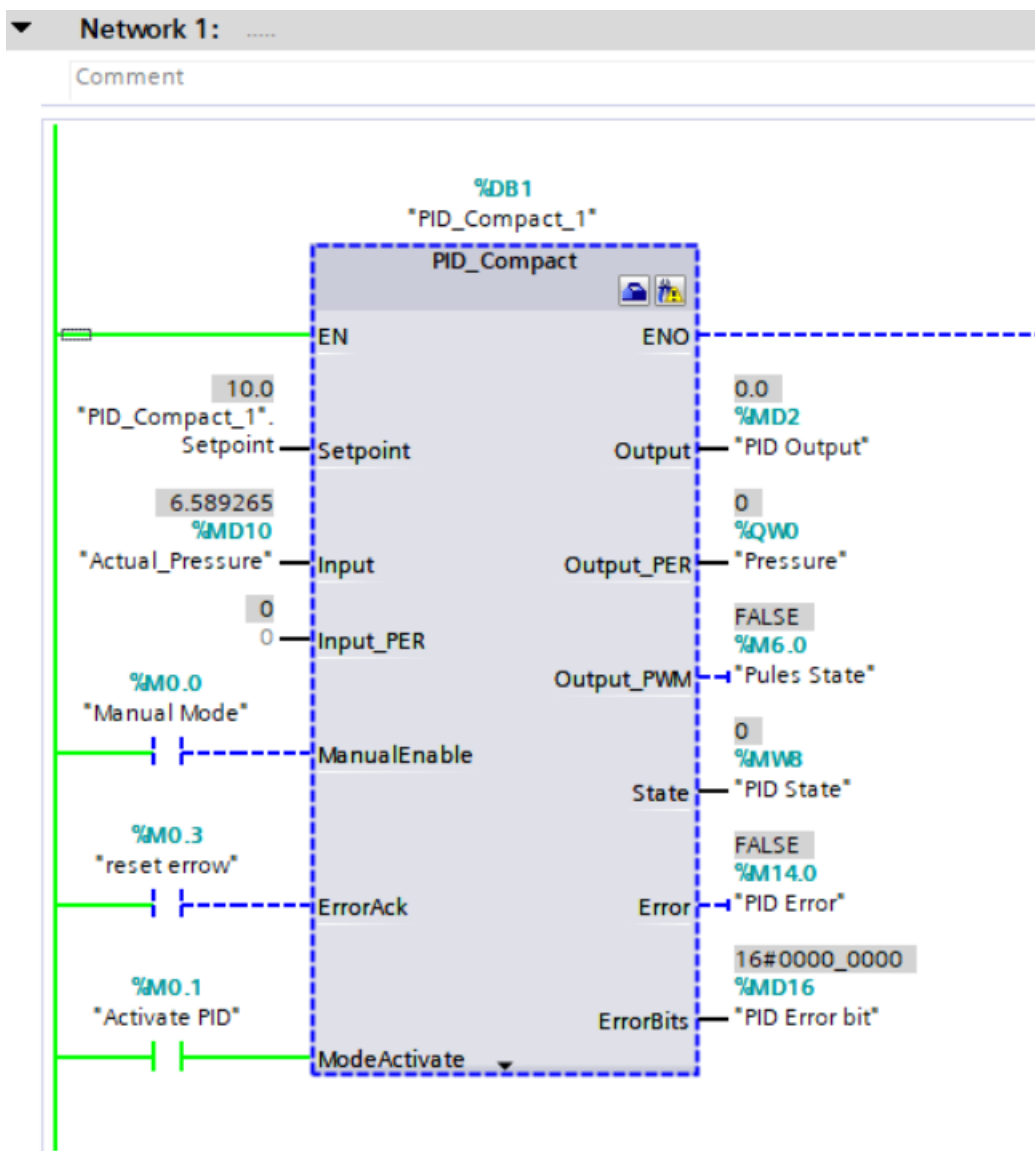 Network 1: .....
Comment
%DB1
"PID_Compact_1"
PID_Compact
EN
ENO
10.0
"PID_Compact_1".
Setpoint
Setpoint
0.0
%MD2
"PID Output"
Output
6.589265
%MD10
"Actual_Pressure"
Input
0
%QW0
"Pressure"
Output_PER
0
0
Input_PER
FALSE
%M6.0
"Pules State"
Output_PWM
%M0.0
"Manual Mode"
ManualEnable
0
%MW8
"PID State"
State
%M0.3
"reset errow"
ErrorAck
FALSE
%M14.0
"PID Error"
Error
%M0.1
"Activate PID"
ModeActivate
16#0000_0000
%MD16
"PID Error bit"
ErrorBits